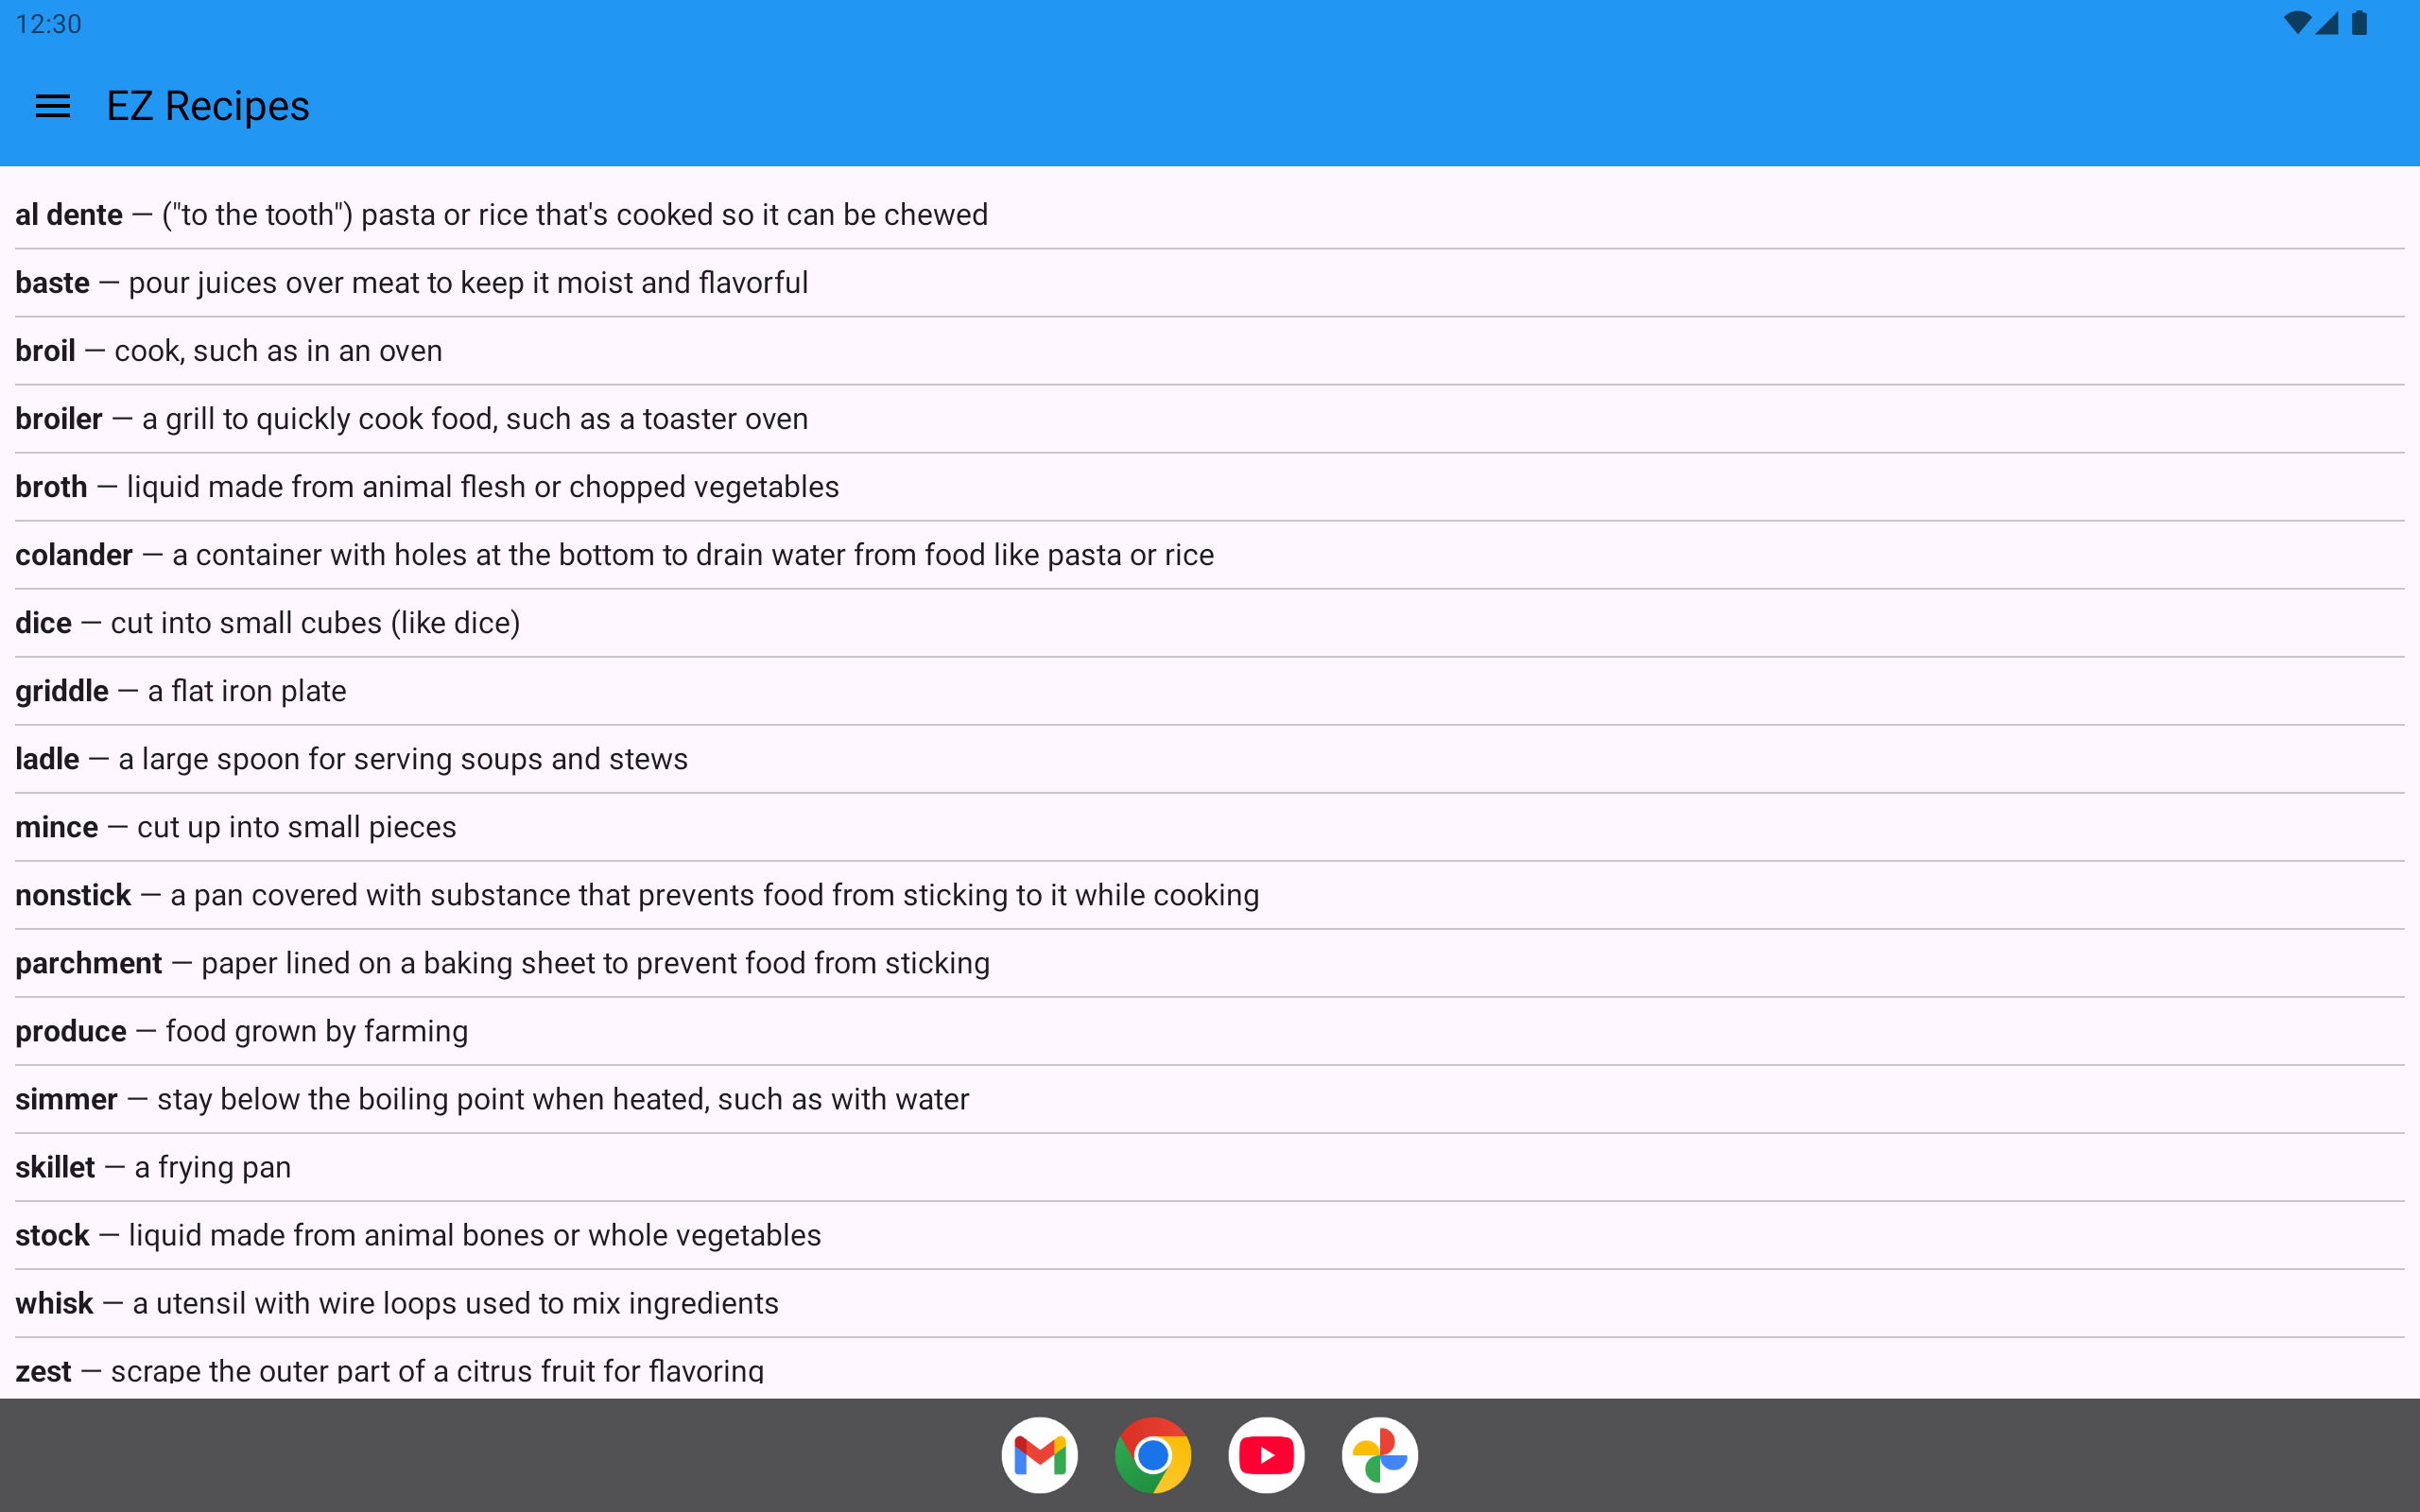 12:30
EZ Recipes
al dente — ("to the tooth") pasta or rice that's cooked so it can be chewed
baste — pour juices over meat to keep it moist and flavorful
broil — cook, such as in an oven
broiler — a grill to quickly cook food, such as a toaster oven
broth — liquid made from animal flesh or chopped vegetables
colander — a container with holes at the bottom to drain water from food like pasta or rice
dice — cut into small cubes (like dice)
griddle — a flat iron plate
ladle — a large spoon for serving soups and stews
mince — cut up into small pieces
nonstick — a pan covered with substance that prevents food from sticking to it while cooking
parchment — paper lined on a baking sheet to prevent food from sticking
produce — food grown by farming
simmer — stay below the boiling point when heated, such as with water
skillet — a frying pan
stock — liquid made from animal bones or whole vegetables
whisk — a utensil with wire loops used to mix ingredients
zest — scrape the outer part of a citrus fruit for flavoring